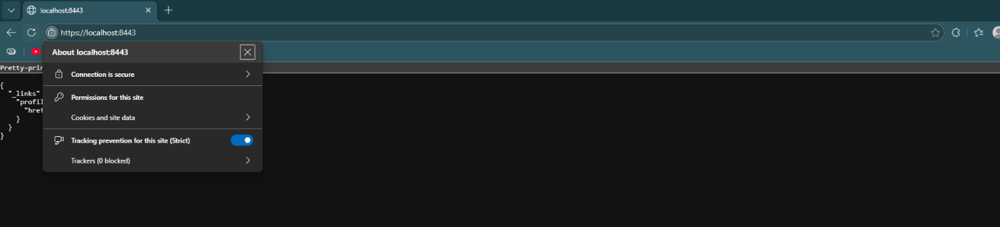 localhost:8443
https://localhost:8443
About localhost:8443
Pretty-prin
Connection is secure
{
"_links"
"profil
"href
}
}
}
Permissions for this site
Cookies and site data
Tracking prevention for this site (Strict)
Trackers (0 blocked)